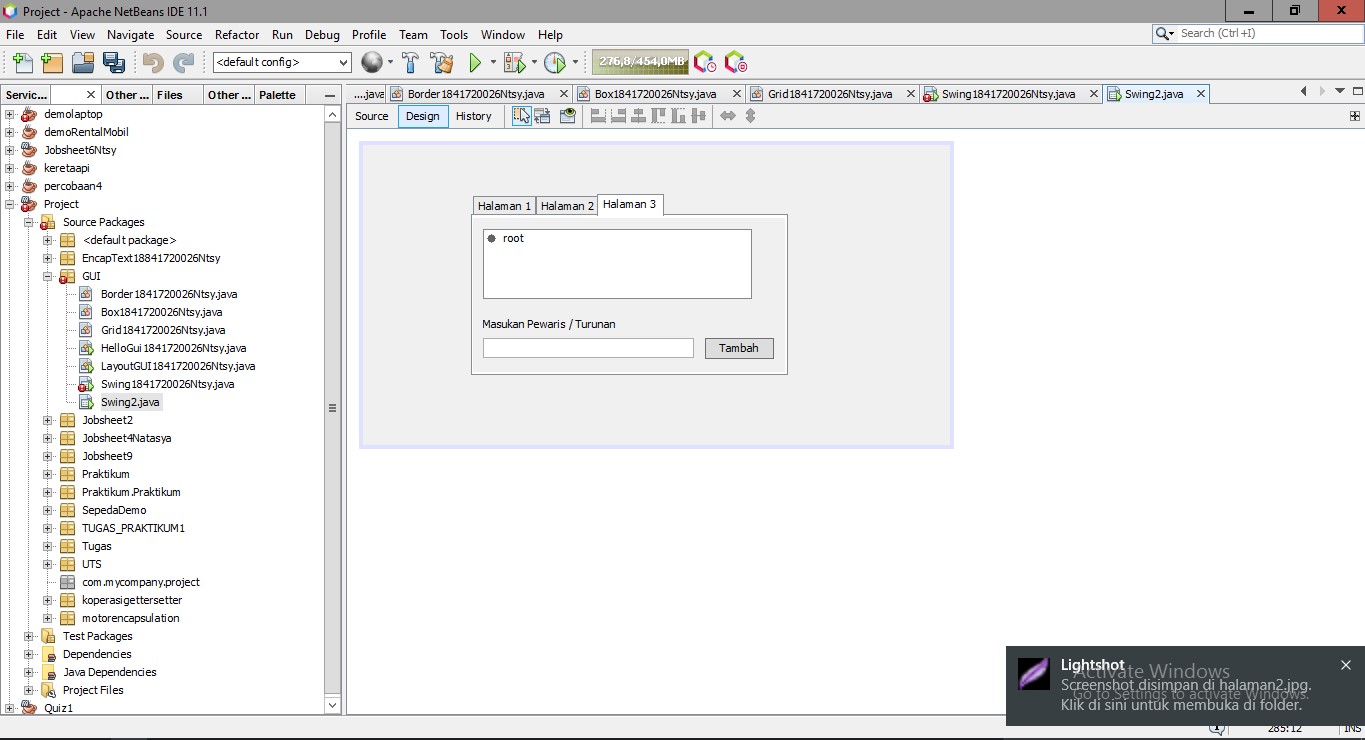 Project - Apache NetBeans IDE 11.1
File Edit View Navigate Source Refactor Run Debug Profile Team Tools Window Help
Search (Ctrl+I)
<default config>
276,8/454,0MB
Servic... Other ... Files Other ... Palette
....java Border1841720026Ntsy.java Box1841720026Ntsy.java Grid1841720026Ntsy.java Swing1841720026Ntsy.java Swing2.java
Source Design History
demolaptop
demoRentalMobil
Jobsheet6Ntsy
keretaapi
percobaan4
Project
Source Packages
<default package>
EncapText18841720026Ntsy
GUI
Border1841720026Ntsy.java
Box1841720026Ntsy.java
Grid1841720026Ntsy.java
HelloGui1841720026Ntsy.java
LayoutGUI1841720026Ntsy.java
Swing1841720026Ntsy.java
Swing2.java
Jobsheet2
Jobsheet4Natasya
Jobsheet9
Praktikum
Praktikum.Praktikum
SepedaDemo
TUGAS_PRAKTIKUM1
Tugas
UTS
com.mycompany.project
koperasigettersetter
motorencapsulation
Test Packages
Dependencies
Java Dependencies
Project Files
Quiz1
Halaman 1 Halaman 2 Halaman 3
root
Masukan Pewaris / Turunan
Tambah
Lightshot
Activate Windows
Screenshot disimpan di halaman2.jpg.
Go to Settings to activate Windows.
Klik di sini untuk membuka di folder.
285:12 INS